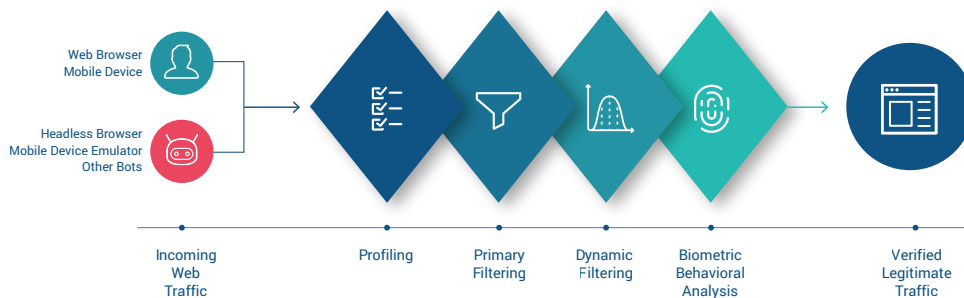 Web Browser
Mobile Device
Headless Browser
Mobile Device Emulator
Other Bots
Incoming
Web
Traffic
Profiling
Primary
Filtering
Dynamic
Filtering
Biometric
Behavioral
Analysis
Verified
Legitimate
Traffic